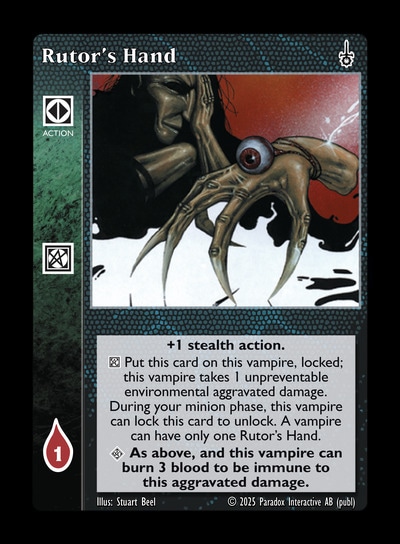 Rutor's Hand
ACTION
+1 stealth action.
Put this card on this vampire, locked;
this vampire takes 1 unpreventable
environmental aggravated damage.
During your minion phase, this vampire
can lock this card to unlock. A vampire
can have only one Rutor's Hand.
As above, and this vampire can
burn 3 blood to be immune to
this aggravated damage.
1
Illus: Stuart Beel © 2025 Paradox Interactive AB (publ)